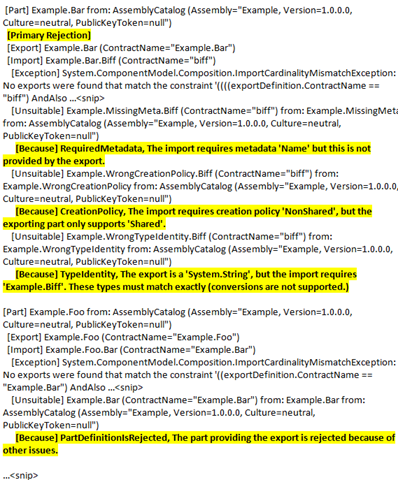 [Part] Example.Bar from: AssemblyCatalog (Assembly="Example, Version=1.0.0.0,
Culture=neutral, PublicKeyToken=null")
[Primary Rejection]
[Export] Example.Bar (ContractName="Example.Bar")
[Import] Example.Bar.Biff (ContractName="biff")
[Exception] System.ComponentModel.Composition.ImportCardinalityMismatchException:
No exports were found that match the constraint '((((exportDefinition.ContractName ==
"biff") AndAlso ...<snip>
[Unsuitable] Example.MissingMeta.Biff (ContractName="biff") from: Example.MissingMeta
from: AssemblyCatalog (Assembly="Example, Version=1.0.0.0, Culture=neutral,
PublicKeyToken=null")
[Because] RequiredMetadata, The import requires metadata 'Name' but this is not
provided by the export.
[Unsuitable] Example.WrongCreationPolicy.Biff (ContractName="biff") from:
Example.WrongCreationPolicy from: AssemblyCatalog (Assembly="Example, Version=1.0.0.0,
Culture=neutral, PublicKeyToken=null")
[Because] CreationPolicy, The import requires creation policy 'NonShared', but the
exporting part only supports 'Shared'.
[Unsuitable] Example.WrongTypeIdentity.Biff (ContractName="biff") from:
Example.WrongTypeIdentity from: AssemblyCatalog (Assembly="Example, Version=1.0.0.0,
Culture=neutral, PublicKeyToken=null")
[Because] TypeIdentity, The export is a 'System.String', but the import requires
'Example.Biff'. These types must match exactly (conversions are not supported.)
[Part] Example.Foo from: AssemblyCatalog (Assembly="Example, Version=1.0.0.0,
Culture=neutral, PublicKeyToken=null")
[Export] Example.Foo (ContractName="Example.Foo")
[Import] Example.Foo.Bar (ContractName="Example.Bar")
[Exception] System.ComponentModel.Composition.ImportCardinalityMismatchException:
No exports were found that match the constraint '((exportDefinition.ContractName ==
"Example.Bar") AndAlso ...<snip>
[Unsuitable] Example.Bar (ContractName="Example.Bar") from: Example.Bar from:
AssemblyCatalog (Assembly="Example, Version=1.0.0.0, Culture=neutral,
PublicKeyToken=null")
[Because] PartDefinitionIsRejected, The part providing the export is rejected because of
other issues.
...<snip>